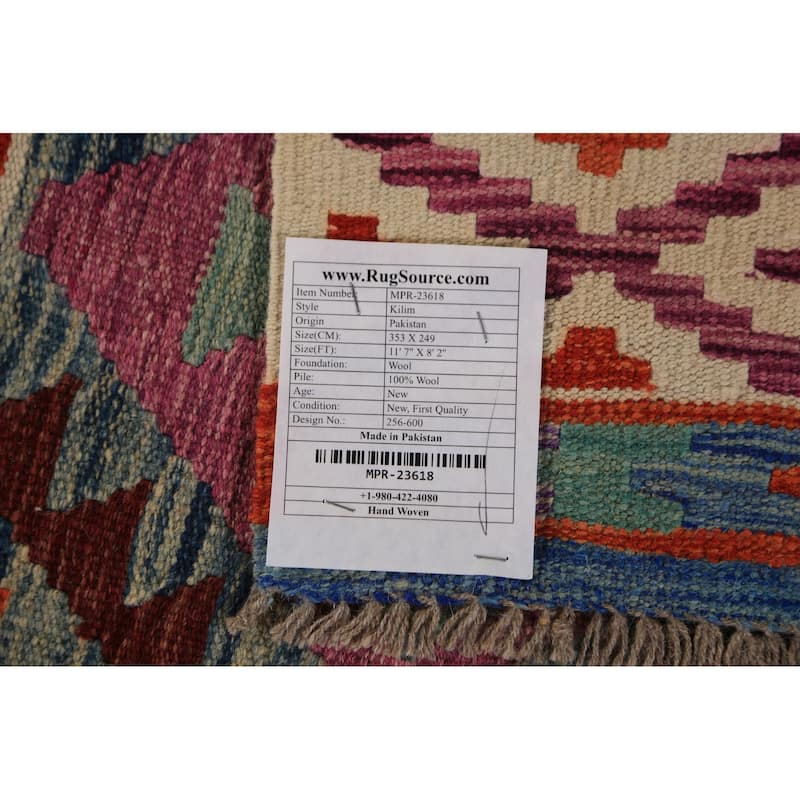 www.RugSource.com
Item Number MPR-23618
Style Kilim
Origin Pakistan
Size(CM): 353 X 249
Size(FT): 11' 7" X 8' 2"
Foundation: Wool
Pile: 100% Wool
Age: New
Condition: New, First Quality
Design No.: 256-600
Made in Pakistan
MPR-23618
+1-980-422-4080
Hand Woven